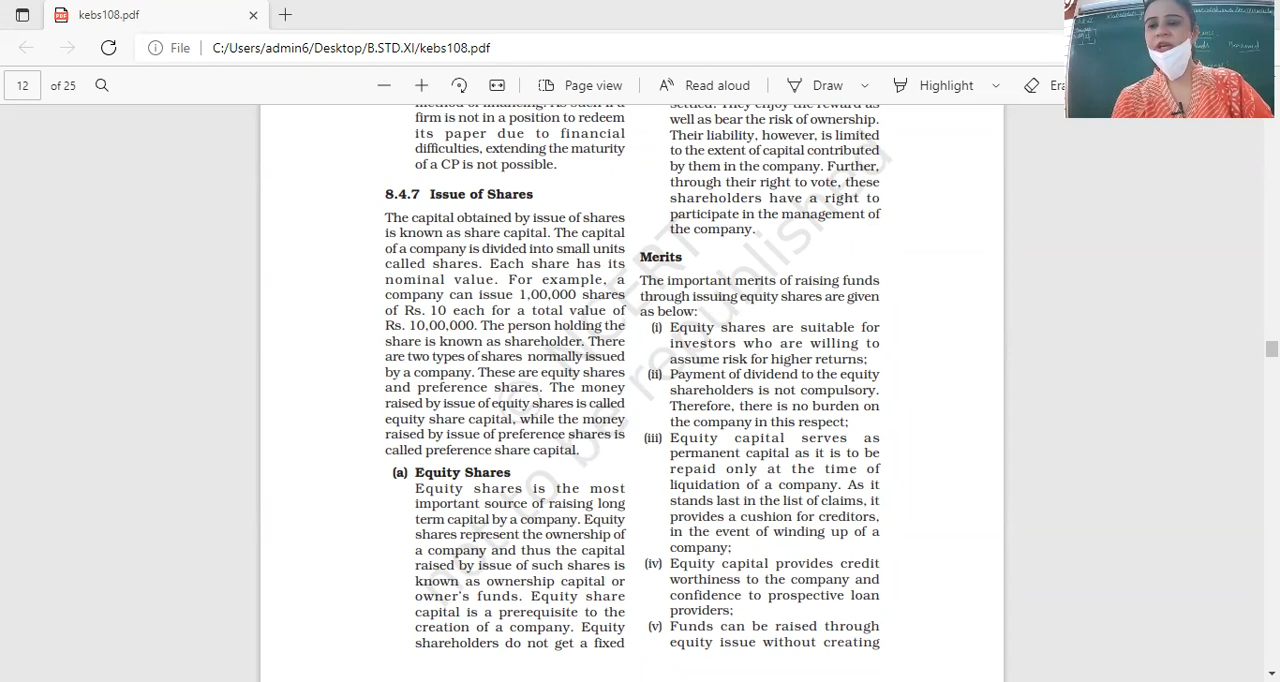 kebs108.pdf
File
C:/Users/admin6/Desktop/B.STD.XI/kebs108.pdf
12
of 25
Page view
Read aloud
Draw
Highlight
firm is not in a position to redeem
its paper due to financial
difficulties, extending the maturity
of a CP is not possible.
8.4.7 Issue of Shares
The capital obtained by issue of shares
is known as share capital. The capital
of a company is divided into small units
called shares. Each share has its
nominal value. For example, a
company can issue 1,00,000 shares
of Rs. 10 each for a total value of
Rs. 10,00,000. The person holding the
share is known as shareholder. There
are two types of shares normally issued
by a company. These are equity shares
and preference shares. The money
raised by issue of equity shares is called
equity share capital, while the money
raised by issue of preference shares is
called preference share capital.
(a) Equity Shares
Equity shares is the most
important source of raising long
term capital by a company. Equity
shares represent the ownership of
a company and thus the capital
raised by issue of such shares is
known as ownership capital or
owner's funds. Equity share
capital is a prerequisite to the
creation of a company. Equity
shareholders do not get a fixed
settled. They enjoy the reward as
well as bear the risk of ownership.
Their liability, however, is limited
to the extent of capital contributed
by them in the company. Further,
through their right to vote, these
shareholders have a right to
participate in the management of
the company.
Merits
The important merits of raising funds
through issuing equity shares are given
as below:
(i) Equity shares are suitable for
investors who are willing to
assume risk for higher returns;
(ii) Payment of dividend to the equity
shareholders is not compulsory.
Therefore, there is no burden on
the company in this respect;
(iii) Equity capital serves as
permanent capital as it is to be
repaid only at the time of
liquidation of a company. As it
stands last in the list of claims, it
provides a cushion for creditors,
in the event of winding up of a
company;
(iv) Equity capital provides credit
worthiness to the company and
confidence to prospective loan
providers;
(v) Funds can be raised through
equity issue without creating
© NCERT
not to be republished